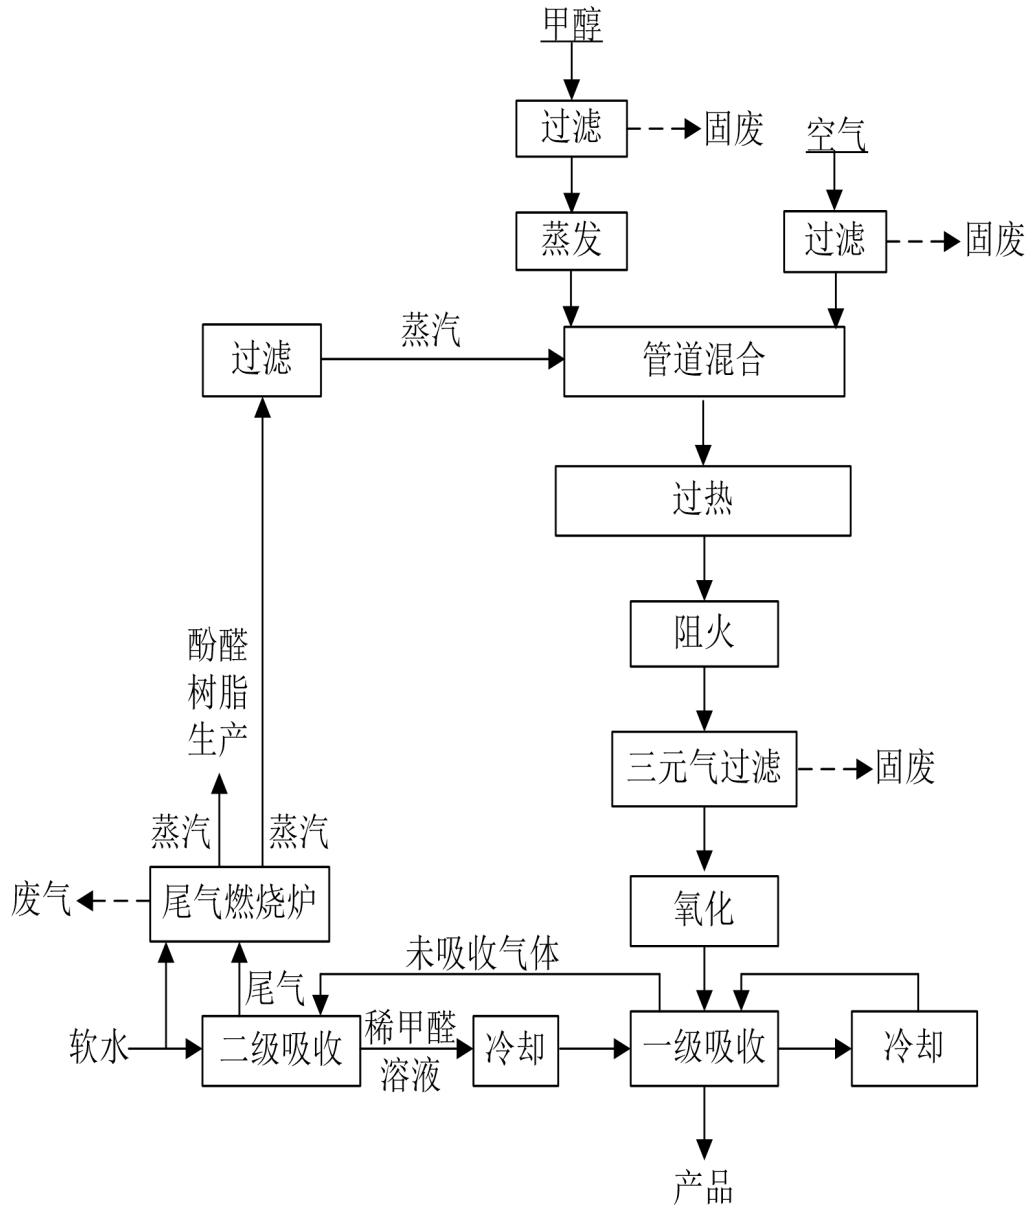 甲醇
过滤
固废
空气
蒸发
过滤
固废
过滤
蒸汽
管道混合
过热
阻火
酚醛
树脂
生产
三元气过滤
固废
蒸汽
蒸汽
废气
尾气燃烧炉
氧化
未吸收气体
尾气
软水
二级吸收
稀甲醛
溶液
冷却
一级吸收
冷却
产品